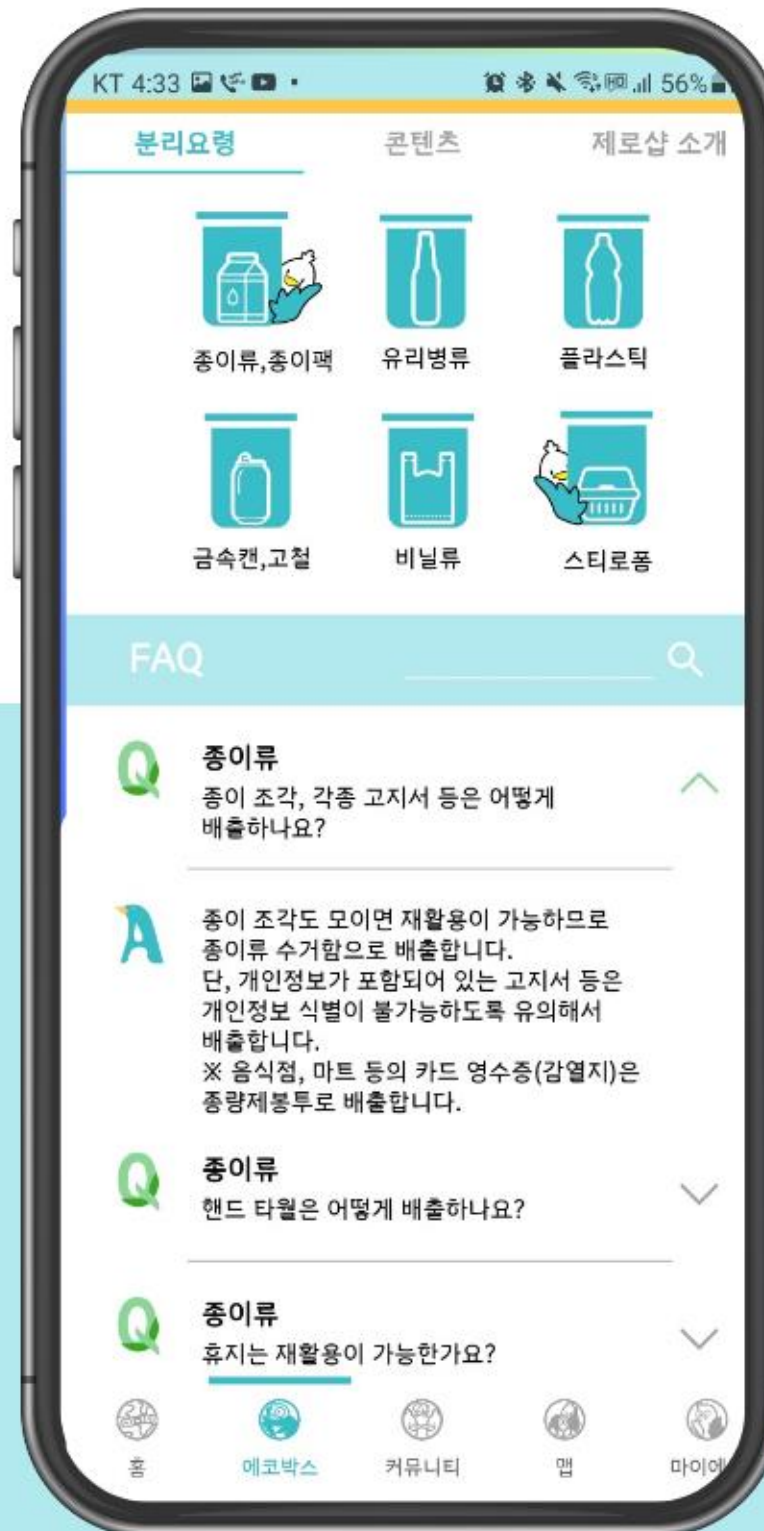 KT 4:33
56%
분리요령 콘텐츠 제로샵 소개
종이류,종이팩 유리병류 플라스틱
금속캔,고철 비닐류 스티로폼
FAQ
Q 종이류
종이 조각, 각종 고지서 등은 어떻게
배출하나요?
A 종이 조각도 모이면 재활용이 가능하므로
종이류 수거함으로 배출합니다.
단, 개인정보가 포함되어 있는 고지서 등은
개인정보 식별이 불가능하도록 유의해서
배출합니다.
※ 음식점, 마트 등의 카드 영수증(감열지)은
종량제봉투로 배출합니다.
Q 종이류
핸드 타월은 어떻게 배출하나요?
Q 종이류
휴지는 재활용이 가능한가요?
홈 에코박스 커뮤니티 맵 마이에